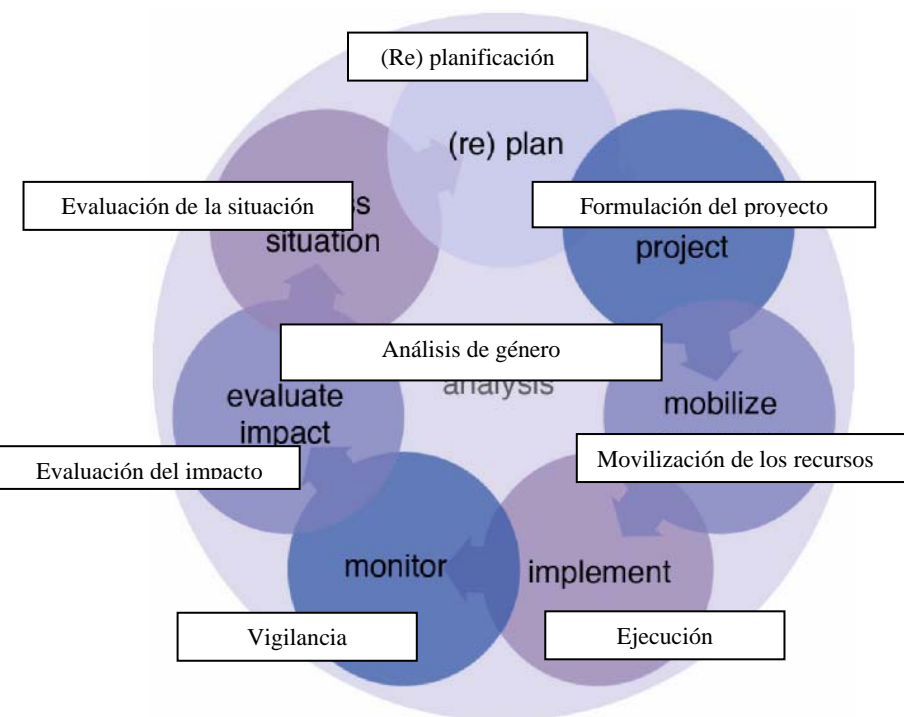 (Re) planificación
(re) plan
Evaluación de la situación
situation
Formulación del proyecto
project
Análisis de género
analysis
evaluate
impact
mobilize
Evaluación del impacto
Movilización de los recursos
monitor
implement
Vigilancia
Ejecución